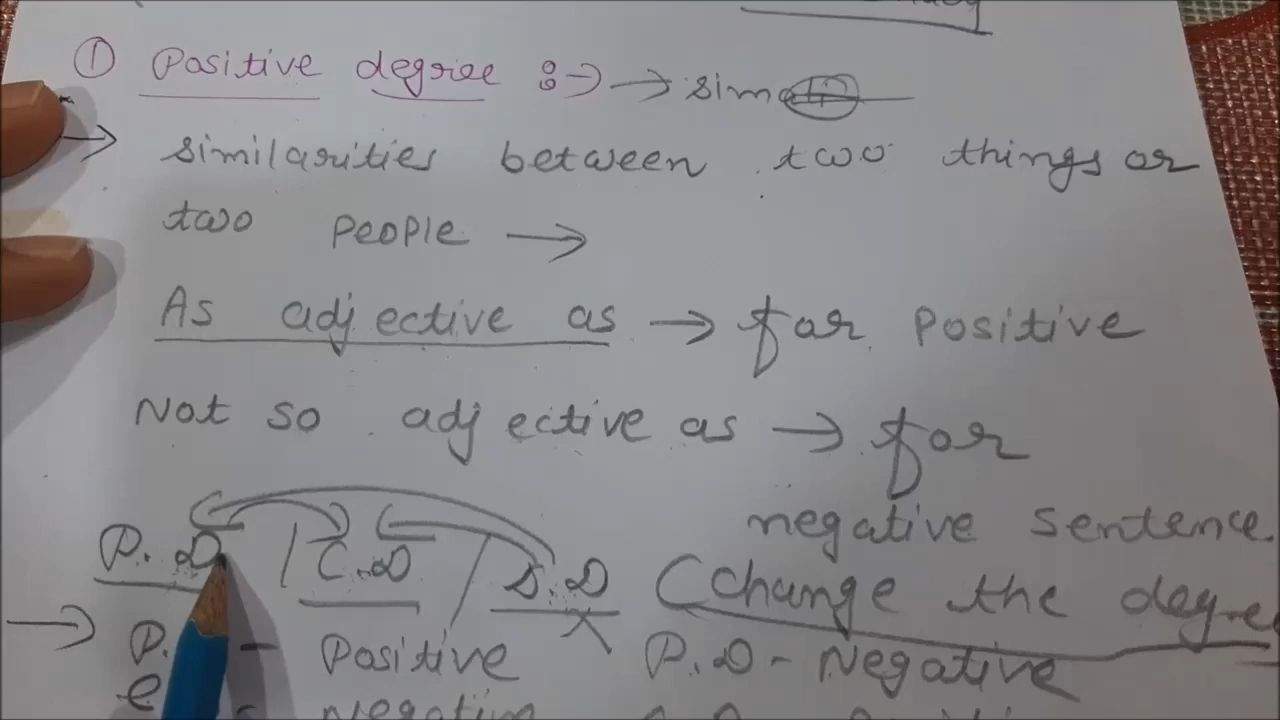 ① Positive degree :-) → sim
→ similarities between two things or
two people →
As adjective as → for positive
Not so adjective as → for
negative sentence
P.D / C.D / S.D (Change the degree
→ P. - Positive P.D - Negative